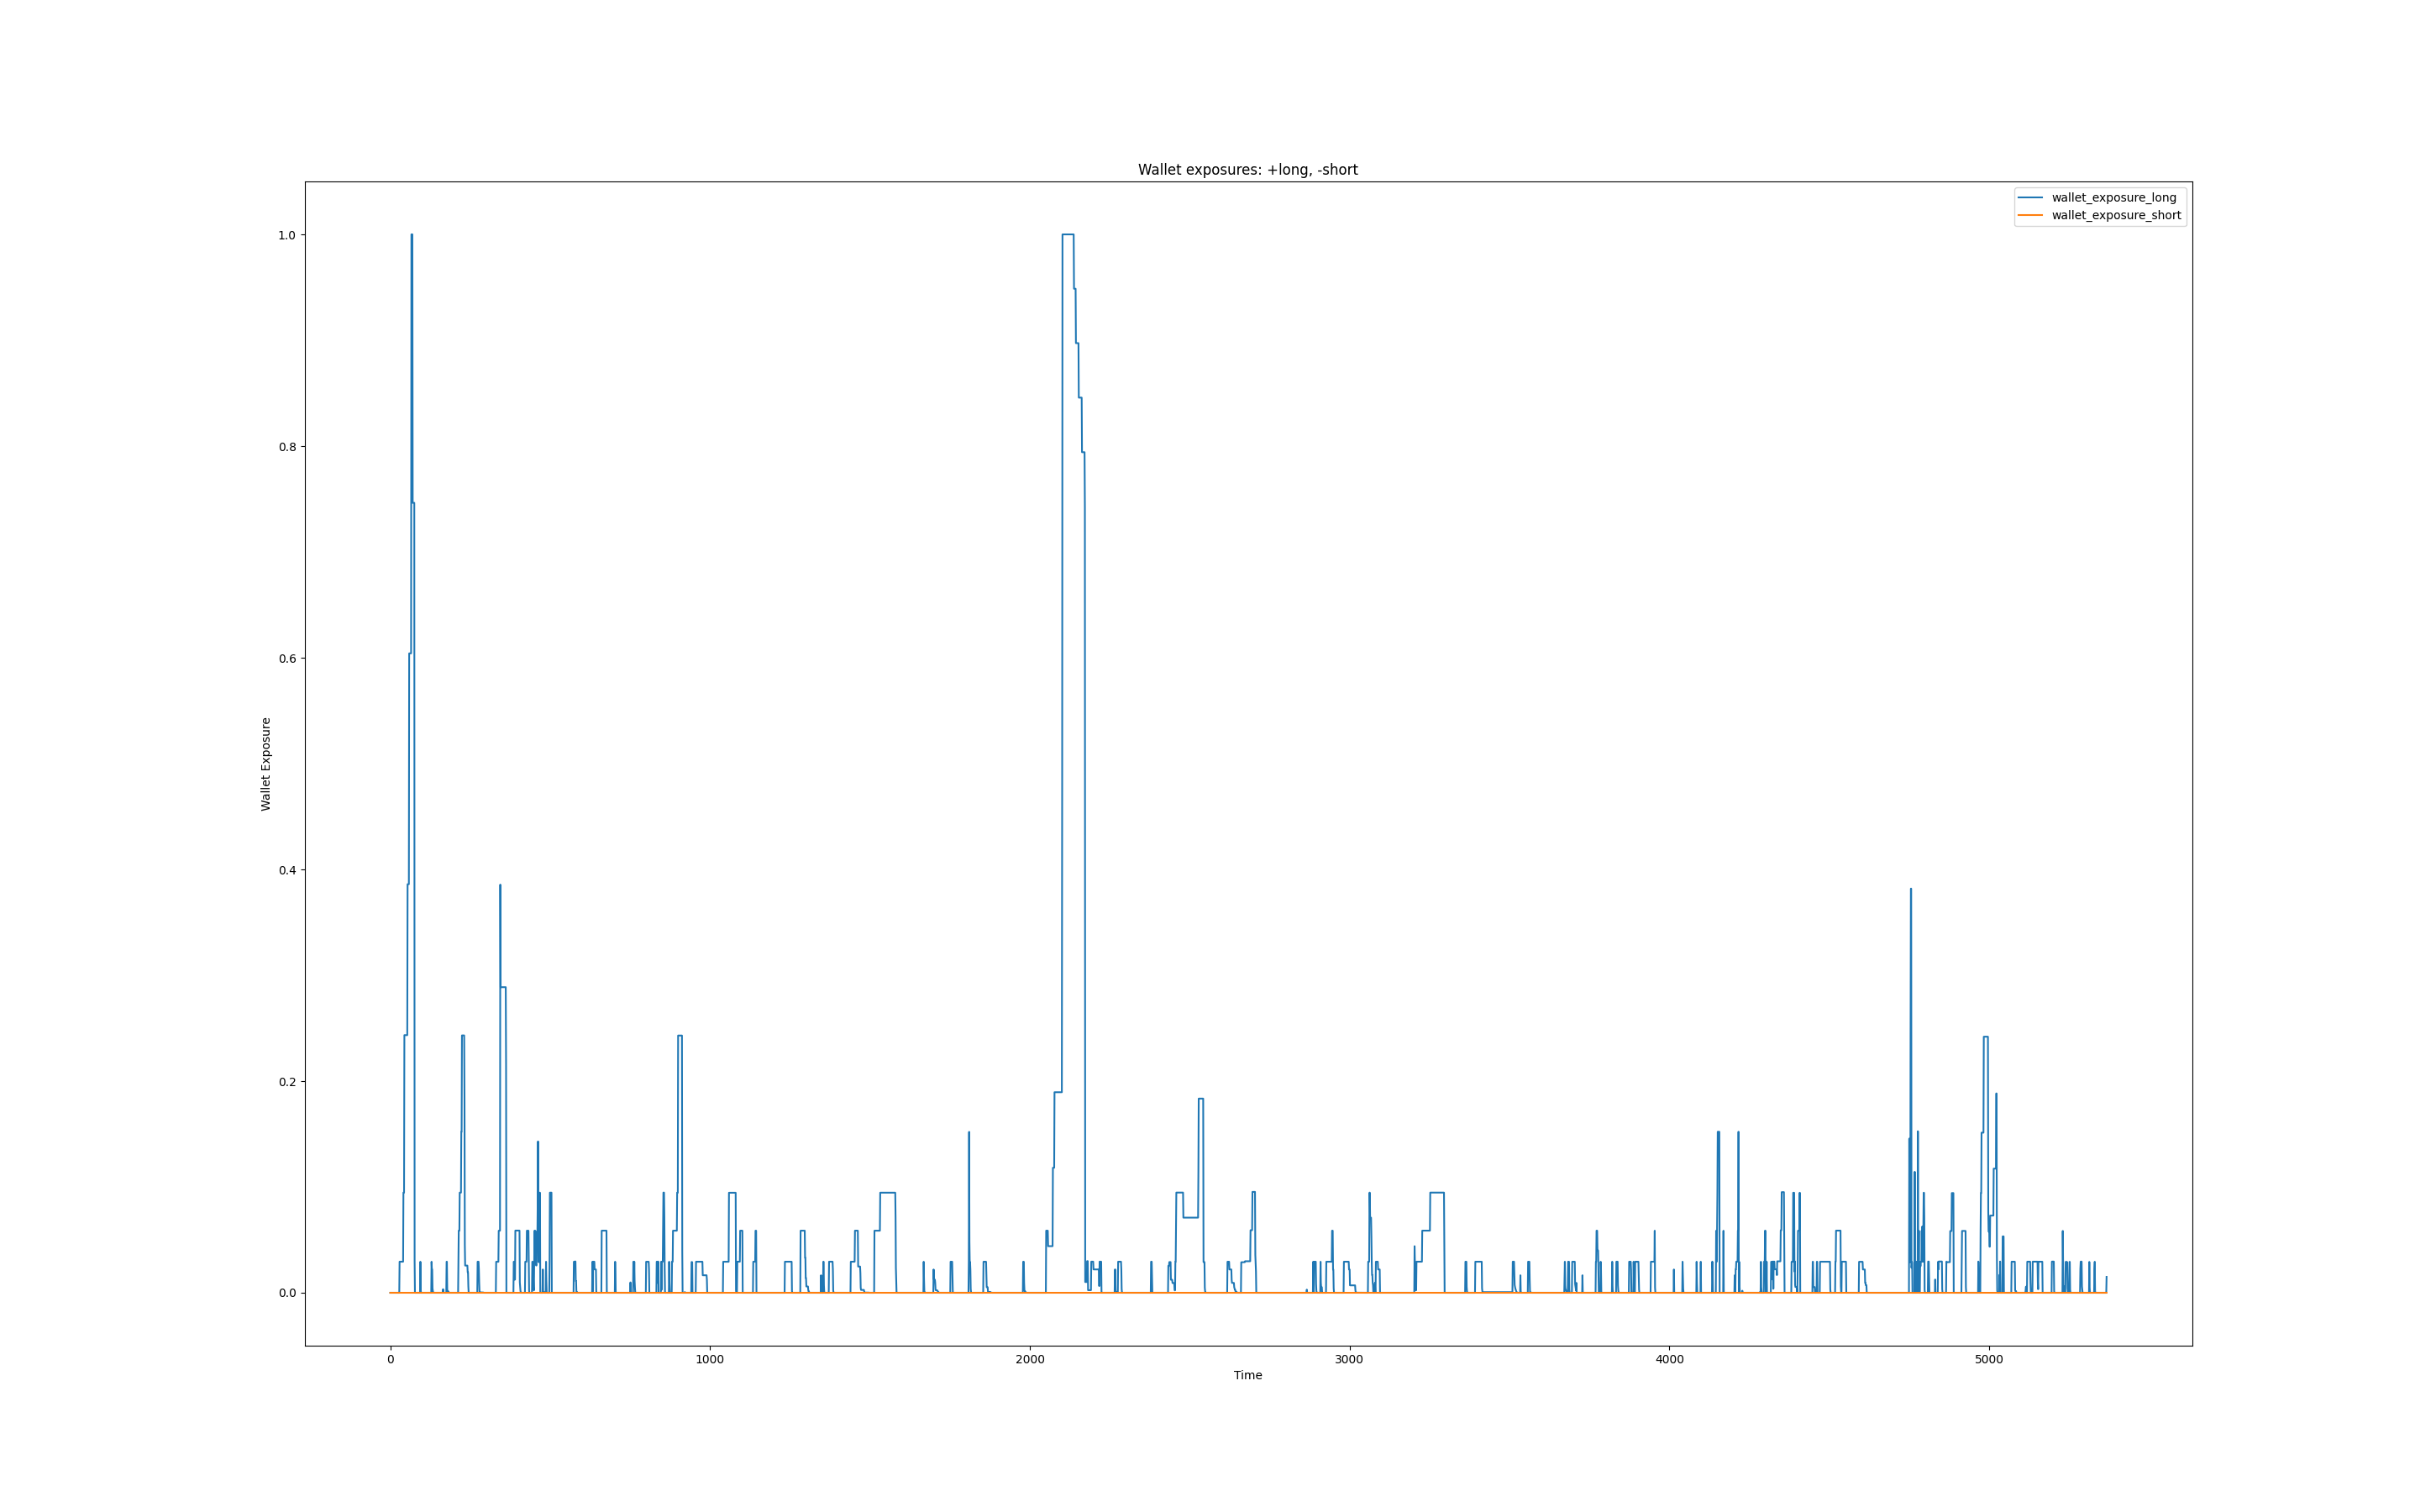 Wallet exposures: +long, -short
wallet_exposure_long
wallet_exposure_short
1.0
0.8
0.6
0.4
0.2
0.0
Wallet Exposure
0 1000 2000 3000 4000 5000
Time